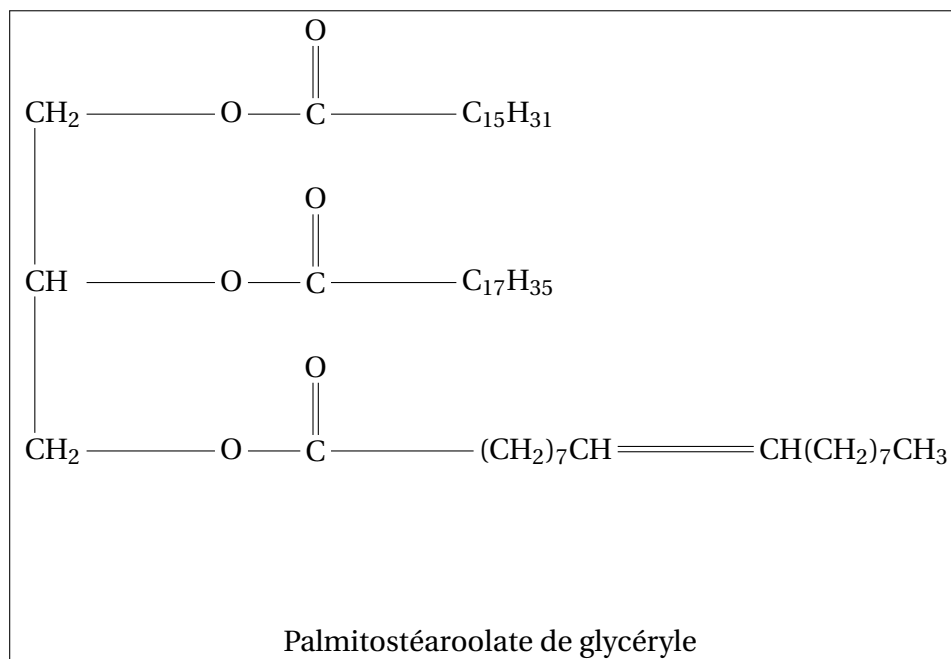 O
CH₂ O C C₁₅H₃₁
O
CH O C C₁₇H₃₅
O
CH₂ O C (CH₂)₇CH CH(CH₂)₇CH₃
Palmitostéaroolate de glycéryle